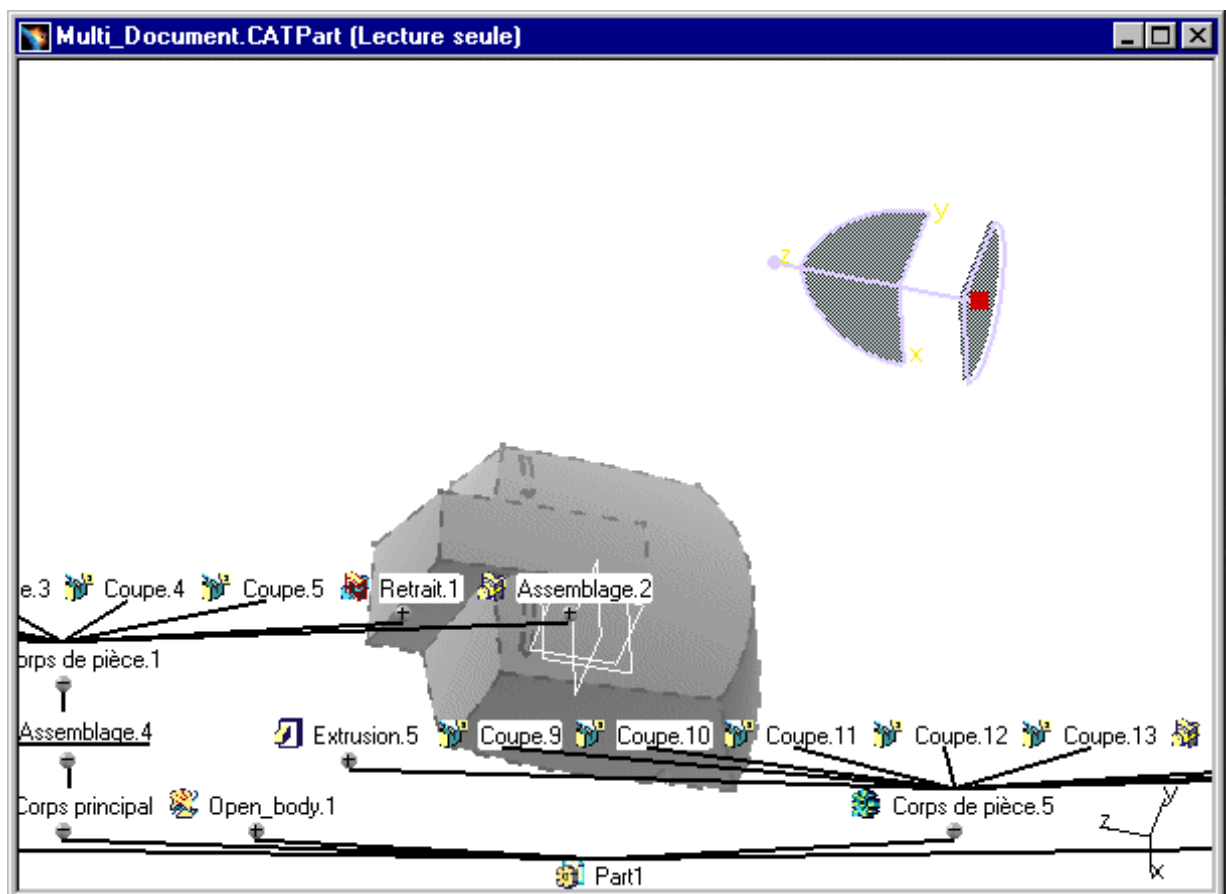 Multi_Document.CATPart (Lecture seule)
y
z
x
e.3 Coupe.4 Coupe.5 Retrait.1 Assemblage.2
orps de pièce.1
Assemblage.4 Extrusion.5 Coupe.9 Coupe.10 Coupe.11 Coupe.12 Coupe.13
Corps principal Open_body.1 Corps de pièce.5
y
z
x
Part1